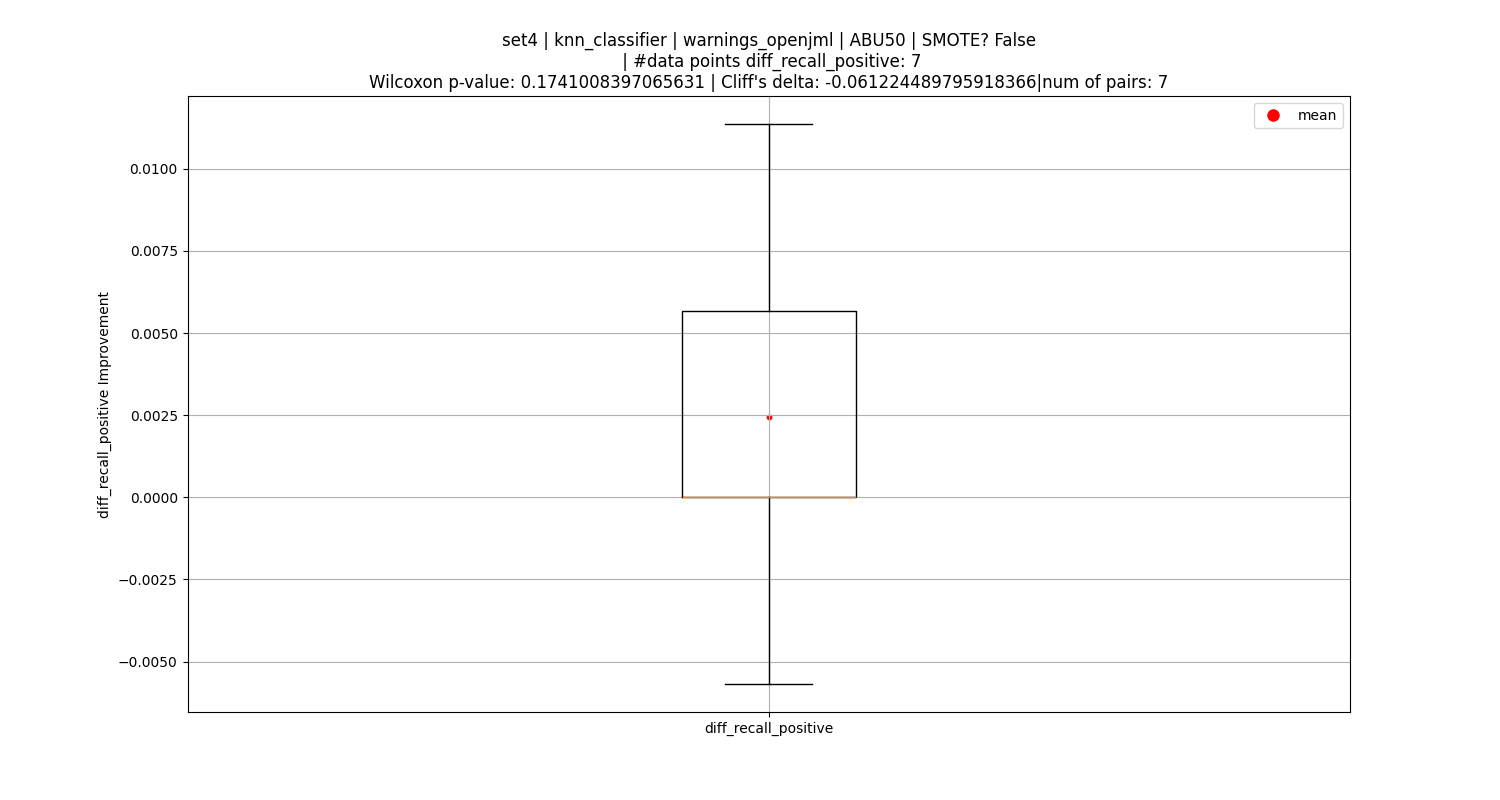 set4 | knn_classifier | warnings_openjml | ABU50 | SMOTE? False
| #data points diff_recall_positive: 7
Wilcoxon p-value: 0.1741008397065631 | Cliff's delta: -0.061224489795918366|num of pairs: 7
mean
0.0100
0.0075
0.0050
0.0025
0.0000
−0.0025
−0.0050
diff_recall_positive Improvement
diff_recall_positive